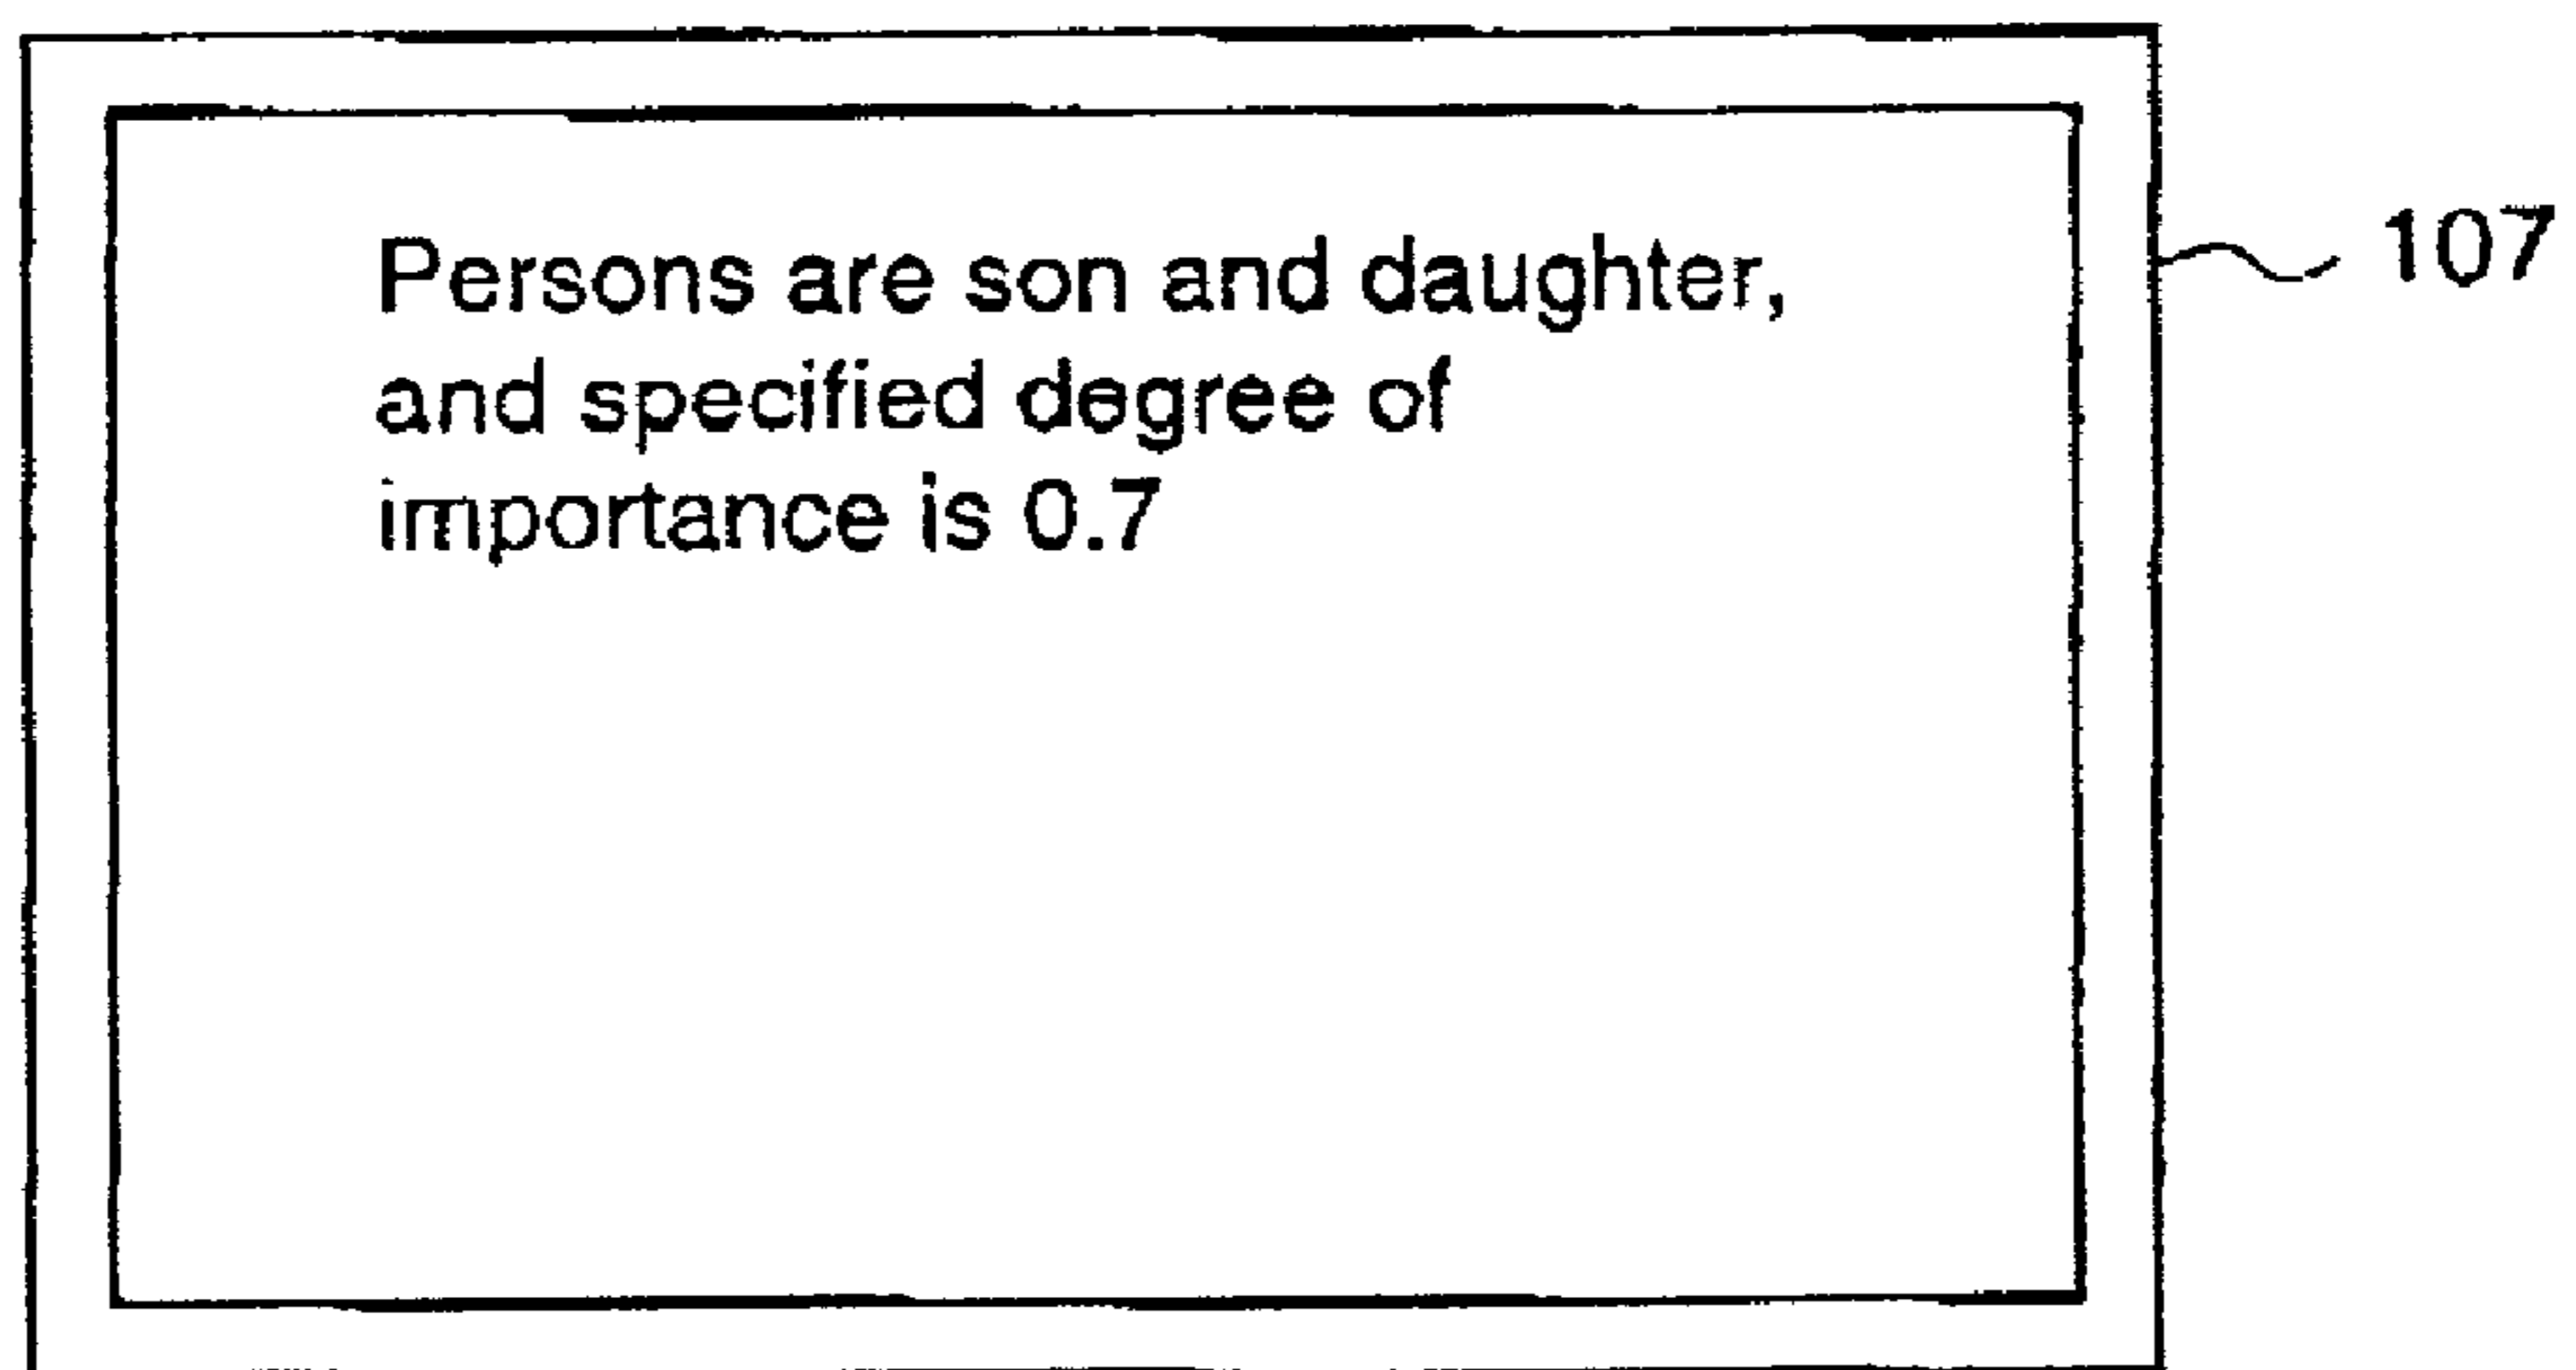 Persons are son and daughter,
and specified degree of
importance is 0.7
107